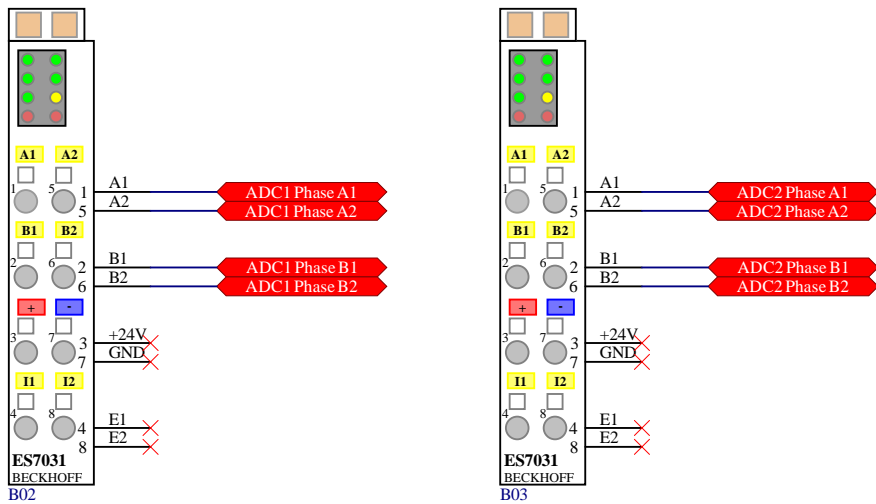 A1 A2
1 5
1 A1 ADC1 Phase A1
5 A2 ADC1 Phase A2
B1 B2
2 6
2 B1 ADC1 Phase B1
6 B2 ADC1 Phase B2
+ -
3 7
3 +24V
7 GND
I1 I2
4 8
4 E1
8 E2
ES7031
BECKHOFF
B02
A1 A2
1 5
1 A1 ADC2 Phase A1
5 A2 ADC2 Phase A2
B1 B2
2 6
2 B1 ADC2 Phase B1
6 B2 ADC2 Phase B2
+ -
3 7
3 +24V
7 GND
I1 I2
4 8
4 E1
8 E2
ES7031
BECKHOFF
B03